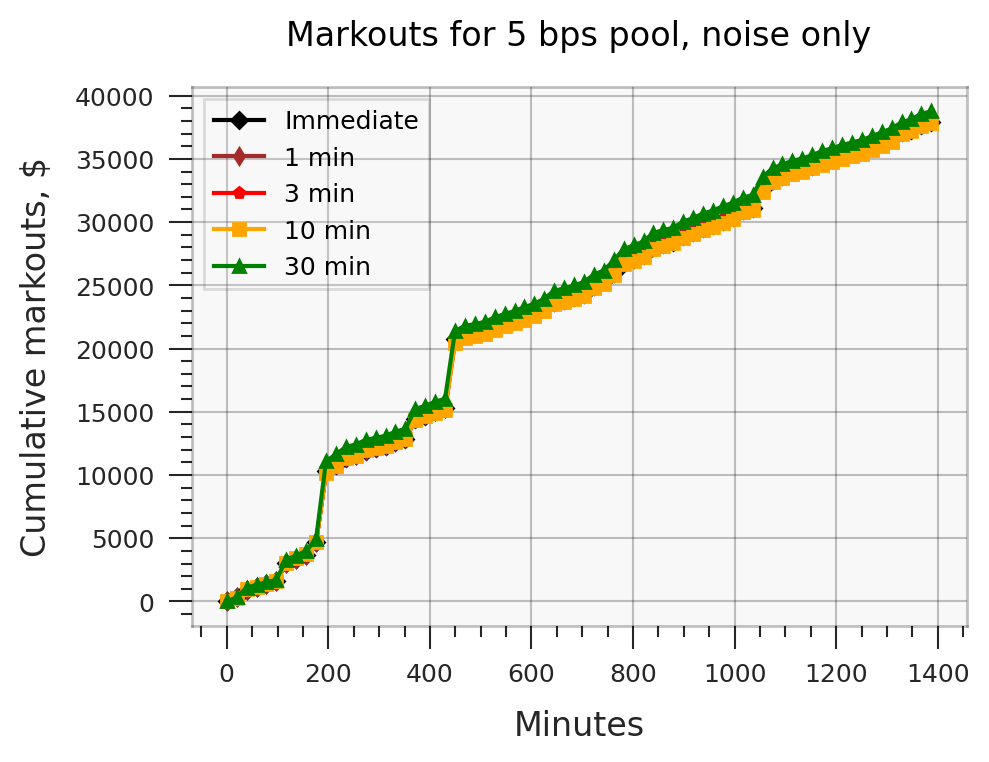 Markouts for 5 bps pool, noise only
Cumulative markouts, $
40000
35000
30000
25000
20000
15000
10000
5000
0
Immediate
1 min
3 min
10 min
30 min
0 200 400 600 800 1000 1200 1400
Minutes